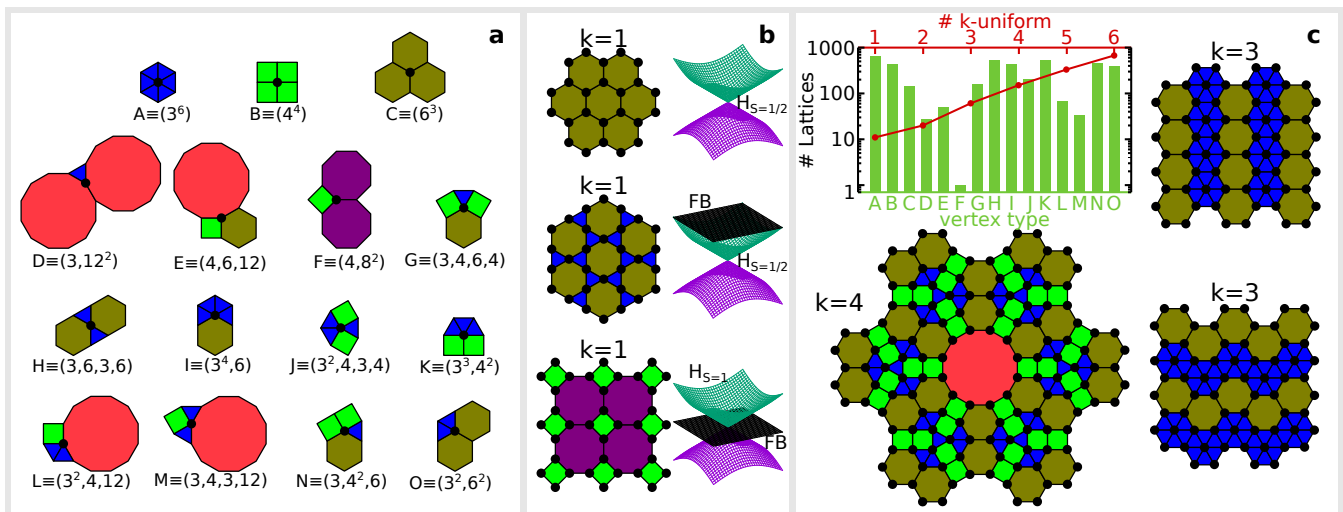 a
A≡(3⁶)
B≡(4⁴)
C≡(6³)
D≡(3,12²)
E≡(4,6,12)
F≡(4,8²)
G≡(3,4,6,4)
H≡(3,6,3,6)
I≡(3⁴,6)
J≡(3²,4,3,4)
K≡(3³,4²)
L≡(3²,4,12)
M≡(3,4,3,12)
N≡(3,4²,6)
O≡(3²,6²)
b
k=1
H_{S=1/2}
k=1
FB
H_{S=1/2}
k=1
H_{S=1}
FB
c
# k-uniform
1 2 3 4 5 6
# Lattices
1000
100
10
1
A B C D E F G H I J K L M N O
vertex type
k=3
k=4
k=3